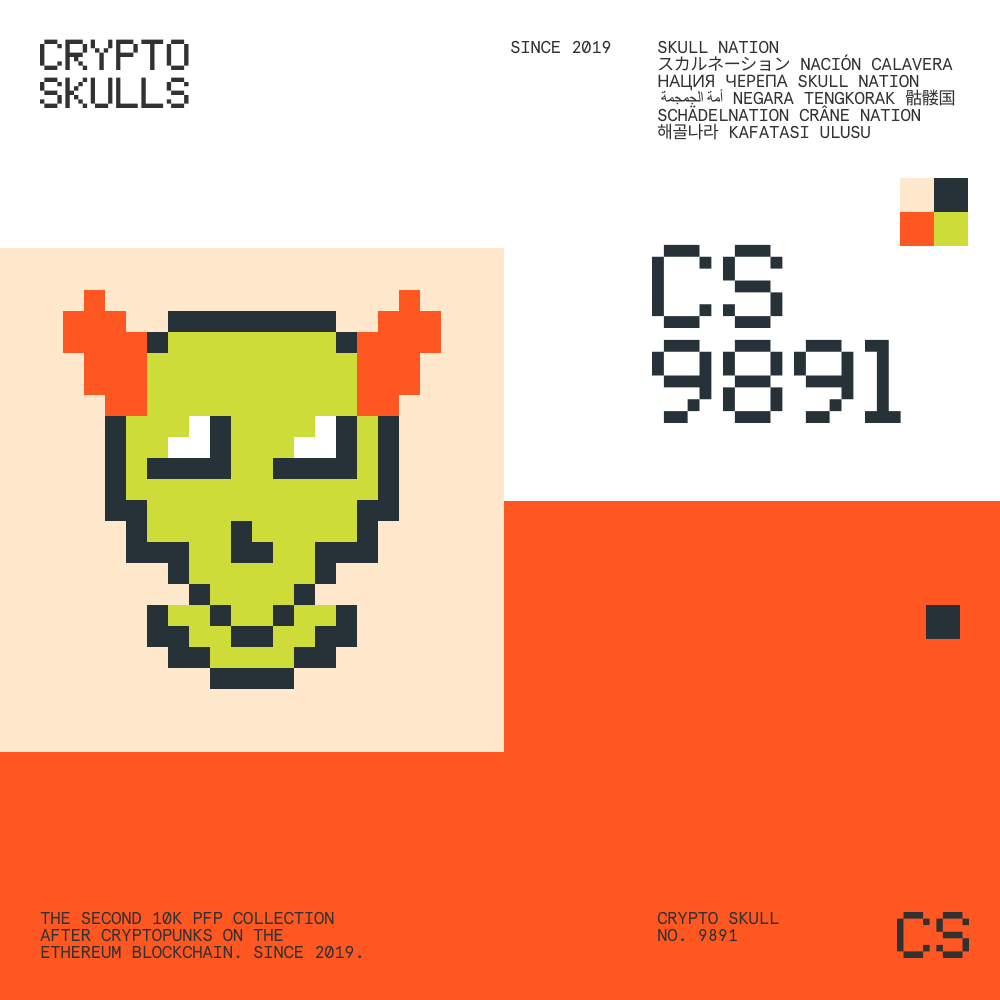 CRYPTO
SKULLS
SINCE 2019
SKULL NATION
スカルネーション NACIÓN CALAVERA
НАЦИЯ ЧЕРЕПА SKULL NATION
أمة الجمجمة NEGARA TENGKORAK 骷髅国
SCHÄDELNATION CRÂNE NATION
해골나라 KAFATASI ULUSU
CS
9891
THE SECOND 10K PFP COLLECTION
AFTER CRYPTOPUNKS ON THE
ETHEREUM BLOCKCHAIN. SINCE 2019.
CRYPTO SKULL
NO. 9891
CS